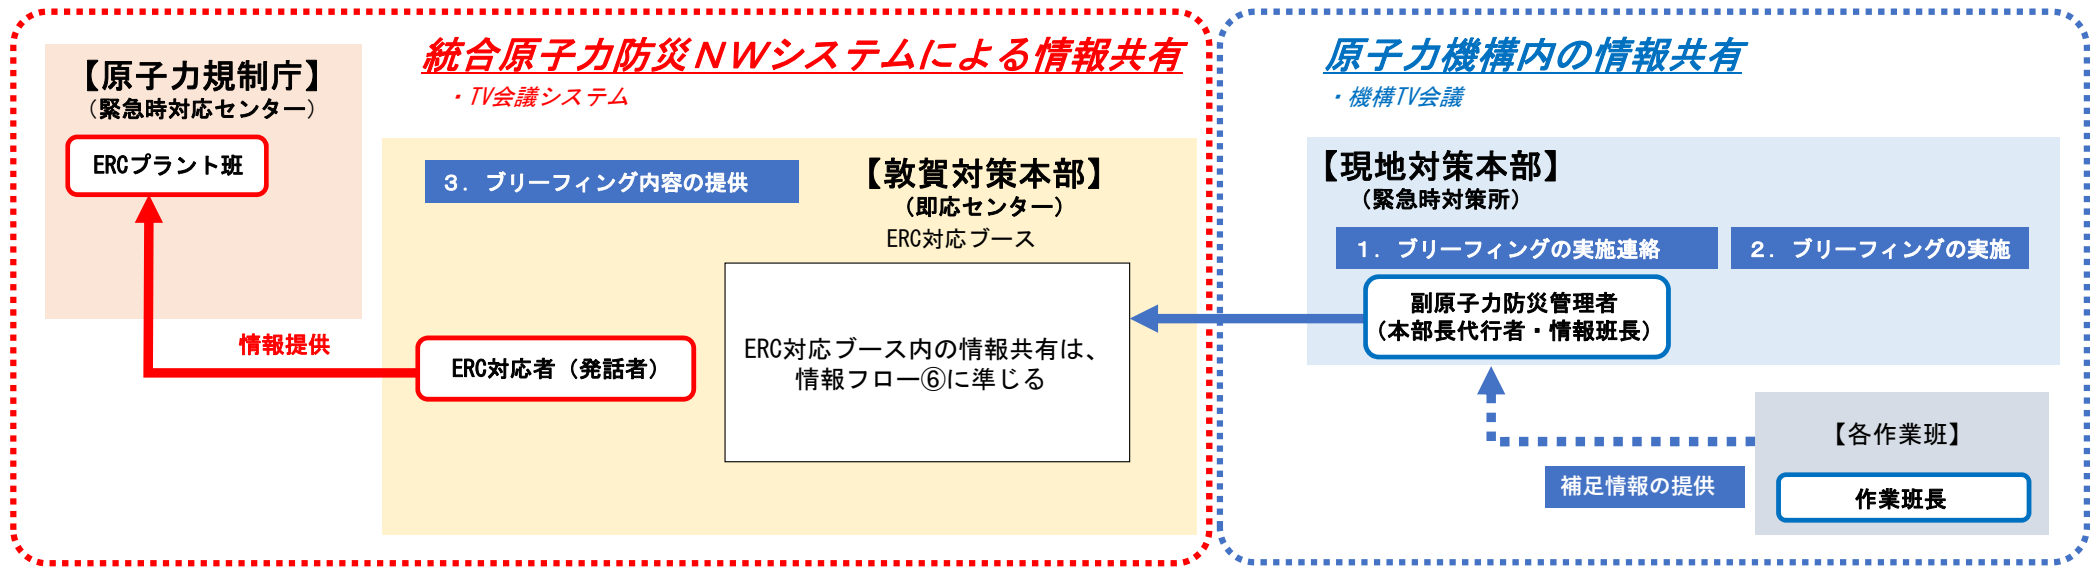 統合原子力防災NWシステムによる情報共有
・TV会議システム
【原子力規制庁】
（緊急時対応センター）
ERCプラント班
情報提供
３．ブリーフィング内容の提供
【敦賀対策本部】
（即応センター）
ERC対応ブース
ERC対応者（発話者）
ERC対応ブース内の情報共有は、
情報フロー⑥に準じる
原子力機構内の情報共有
・機構TV会議
【現地対策本部】
（緊急時対策所）
１．ブリーフィングの実施連絡
２．ブリーフィングの実施
副原子力防災管理者
（本部長代行者・情報班長）
【各作業班】
補足情報の提供
作業班長